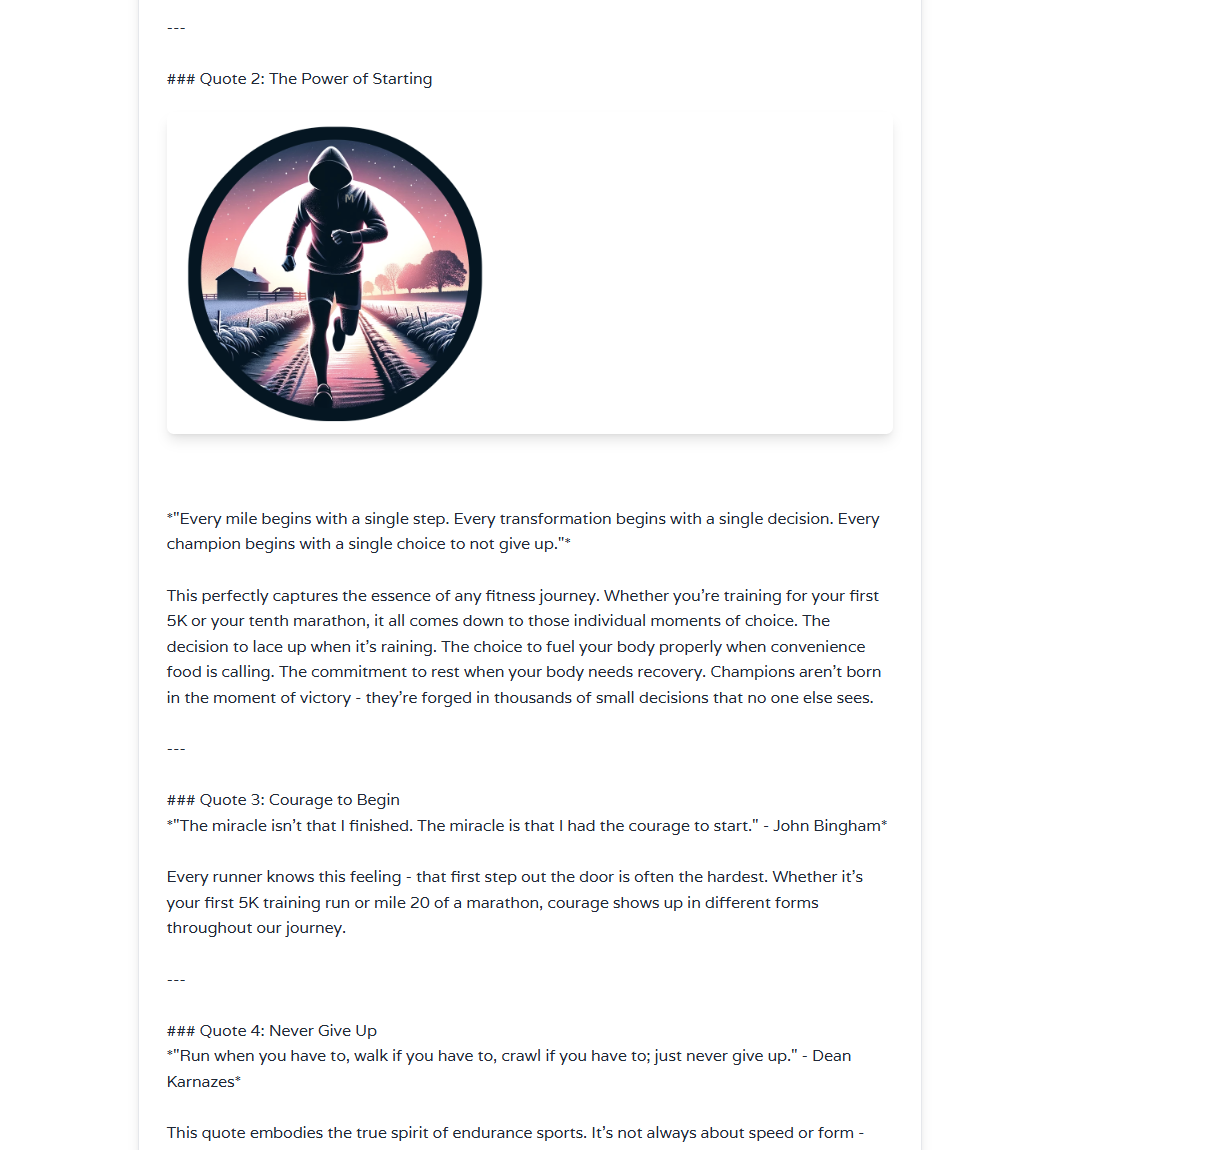 ---
### Quote 2: The Power of Starting
M
*"Every mile begins with a single step. Every transformation begins with a single decision. Every
champion begins with a single choice to not give up."*
This perfectly captures the essence of any fitness journey. Whether you’re training for your first
5K or your tenth marathon, it all comes down to those individual moments of choice. The
decision to lace up when it’s raining. The choice to fuel your body properly when convenience
food is calling. The commitment to rest when your body needs recovery. Champions aren’t born
in the moment of victory - they’re forged in thousands of small decisions that no one else sees.
---
### Quote 3: Courage to Begin
*"The miracle isn’t that I finished. The miracle is that I had the courage to start." - John Bingham*
Every runner knows this feeling - that first step out the door is often the hardest. Whether it’s
your first 5K training run or mile 20 of a marathon, courage shows up in different forms
throughout our journey.
---
### Quote 4: Never Give Up
*"Run when you have to, walk if you have to, crawl if you have to; just never give up." - Dean
Karnazes*
This quote embodies the true spirit of endurance sports. It’s not always about speed or form -